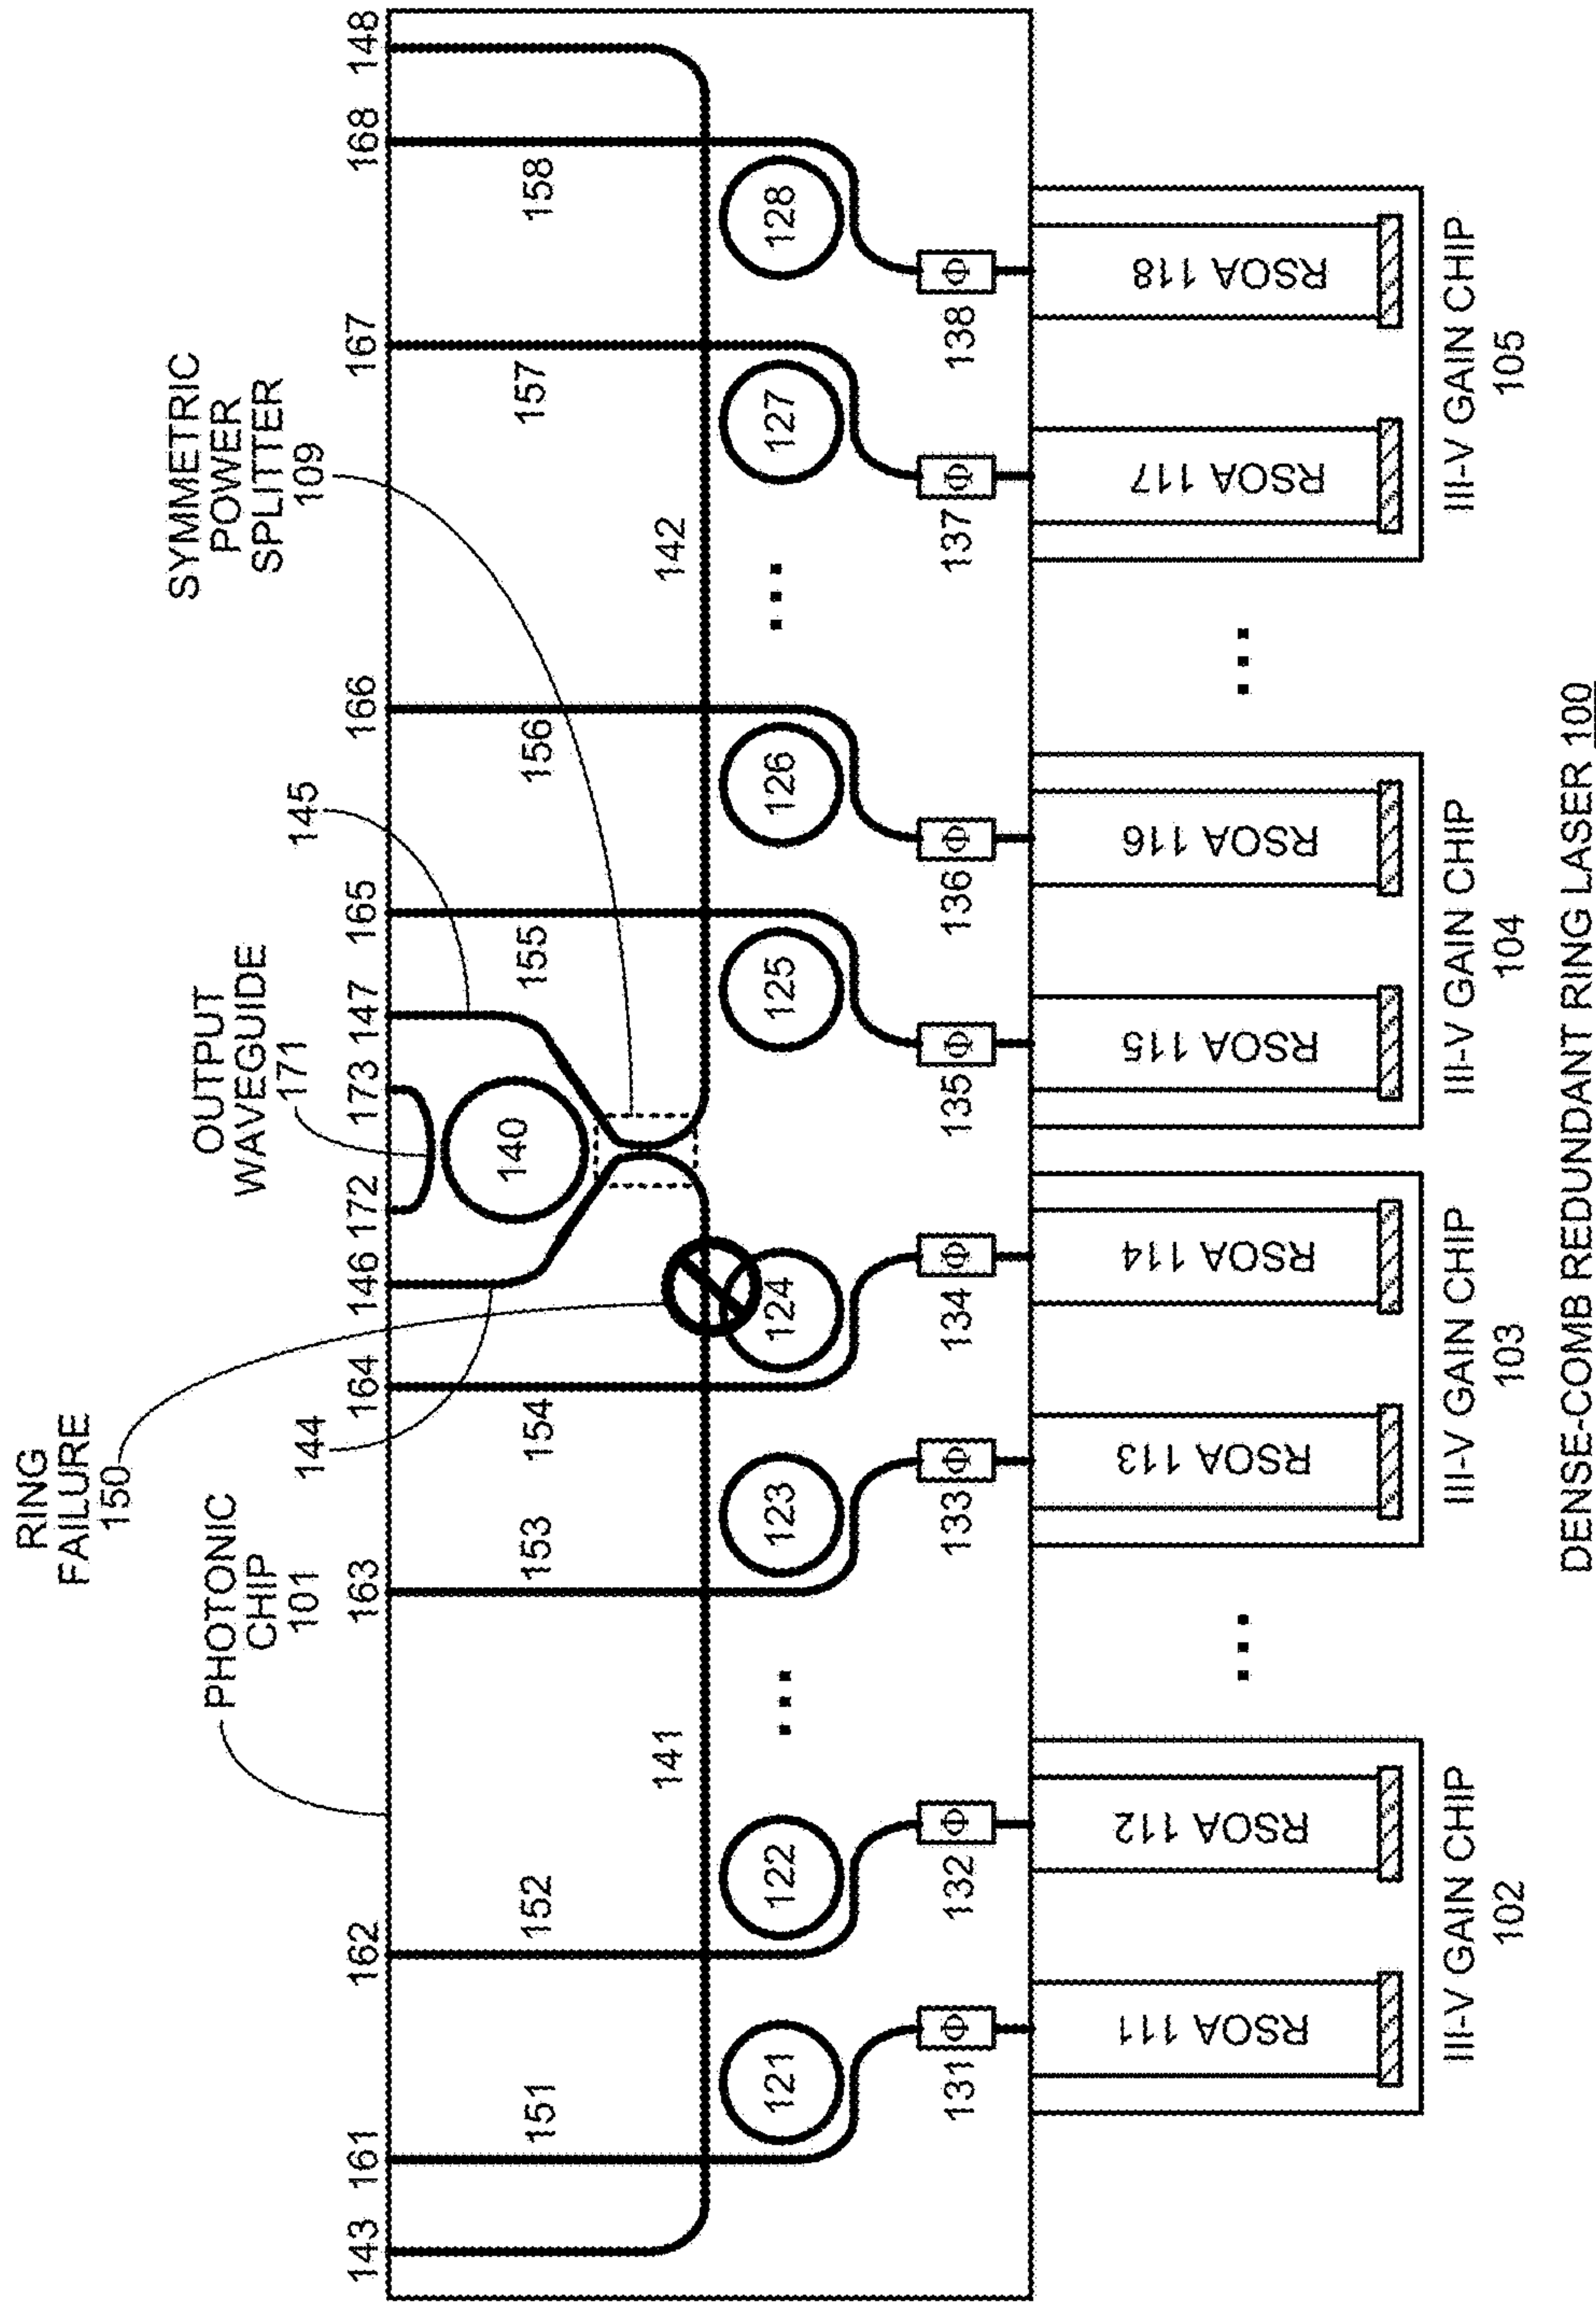 RING
FAILURE
150
PHOTONIC
CHIP
101
OUTPUT
WAVEGUIDE
171
SYMMETRIC
POWER
SPLITTER
109
144
145
143
161
162
163
164
146
172
173
147
165
166
167
168
148
151
152
153
154
155
156
157
158
140
141
142
121
122
...
123
124
125
126
...
127
128
Φ
Φ
Φ
Φ
Φ
Φ
Φ
Φ
131
132
133
134
135
136
137
138
RSOA 111
RSOA 112
...
RSOA 113
RSOA 114
RSOA 115
RSOA 116
...
RSOA 117
RSOA 118
III-V GAIN CHIP
102
III-V GAIN CHIP
103
III-V GAIN CHIP
104
III-V GAIN CHIP
105
DENSE-COMB REDUNDANT RING LASER 100